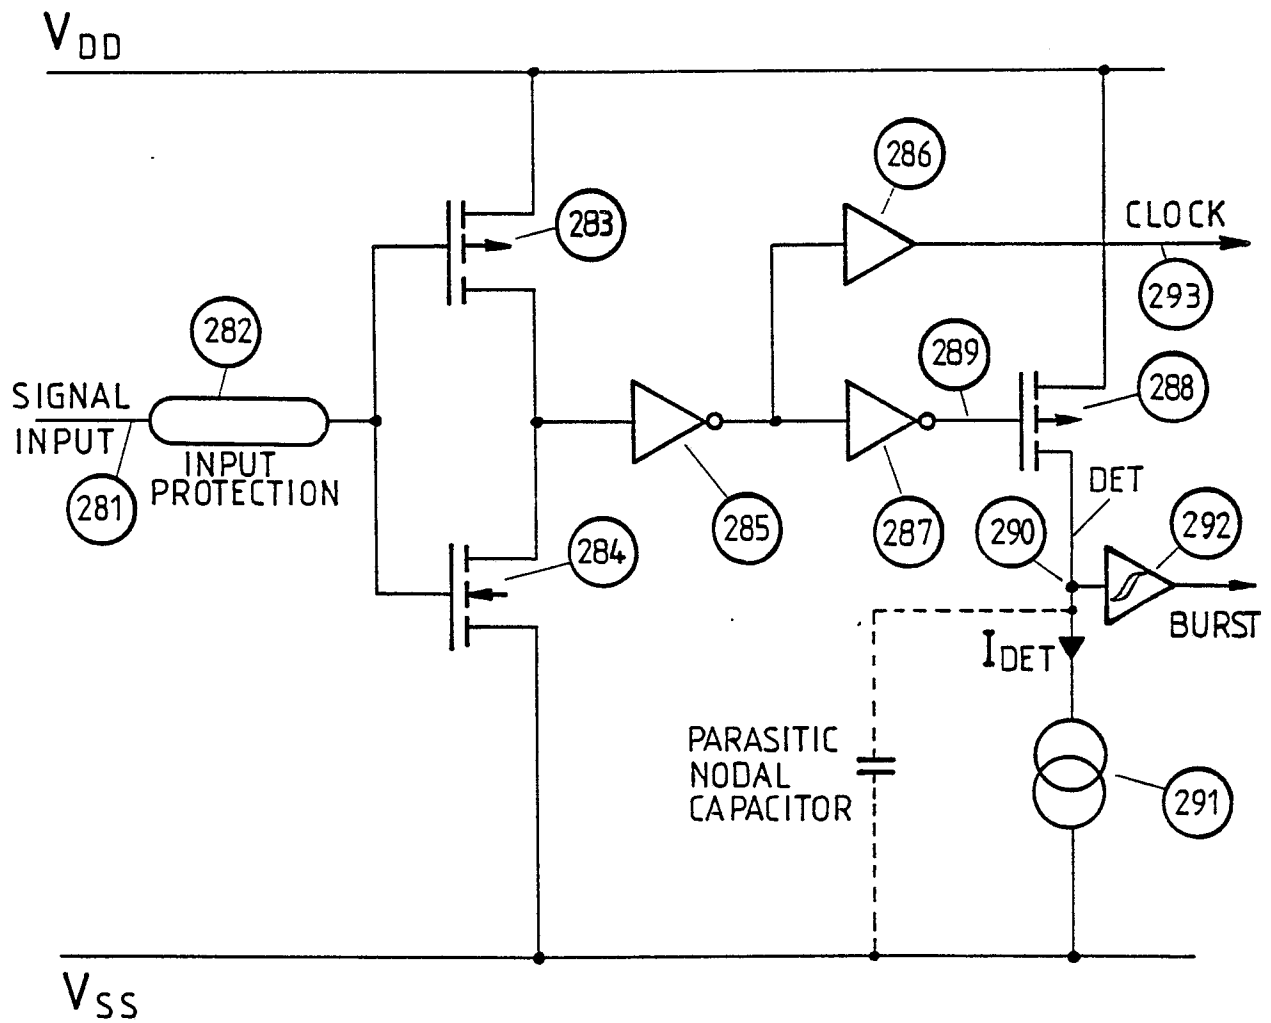 VDD
286
CLOCK
283
293
282
289
288
SIGNAL
INPUT
INPUT
PROTECTION
281
DET
285
287
290
292
284
BURST
IDET
PARASITIC
NODAL
CAPACITOR
291
VSS